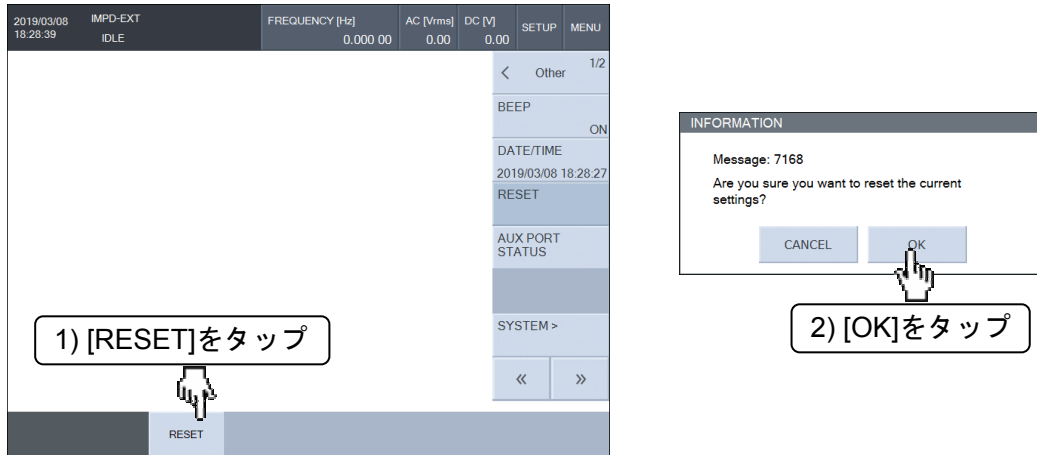 2019/03/08 IMPD-EXT FREQUENCY [Hz] AC [Vrms] DC [V] SETUP MENU
18:28:39 IDLE 0.000 00 0.00 0.00
< Other 1/2
BEEP
ON
DATE/TIME
2019/03/08 18:28:27
RESET
AUX PORT
STATUS
SYSTEM >
« »
1) [RESET]をタップ
RESET
INFORMATION
Message: 7168
Are you sure you want to reset the current
settings?
CANCEL OK
2) [OK]をタップ